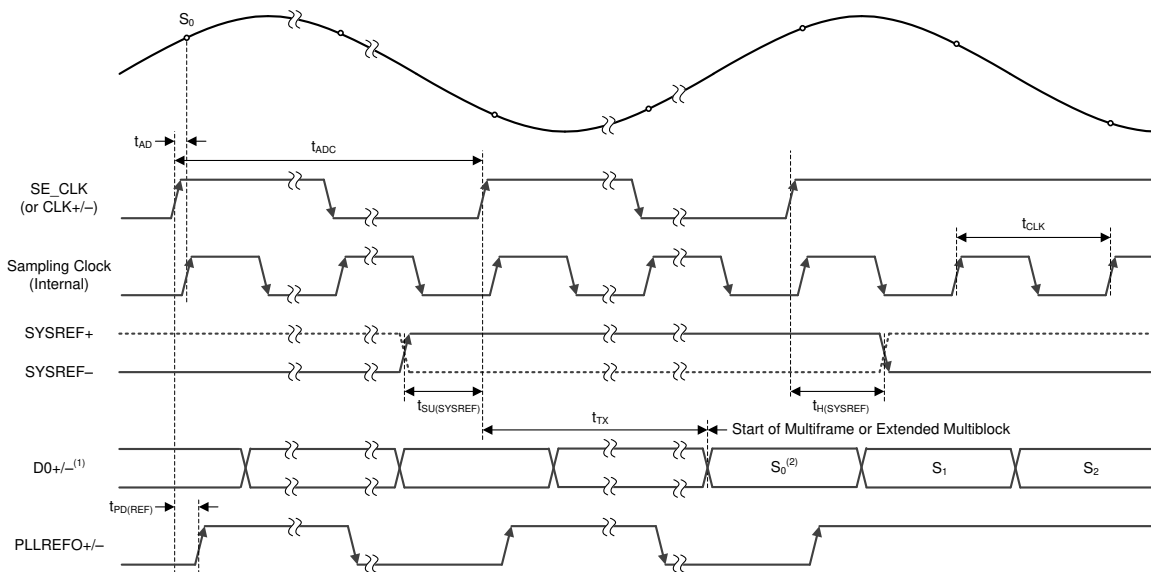 S0
tAD
tADC
SE_CLK
(or CLK+/–)
tCLK
Sampling Clock
(Internal)
SYSREF+
SYSREF–
tSU(SYSREF)
tH(SYSREF)
tTX
Start of Multiframe or Extended Multiblock
D0+/–(1)
S0(2)
S1
S2
tPD(REF)
PLLREFO+/–